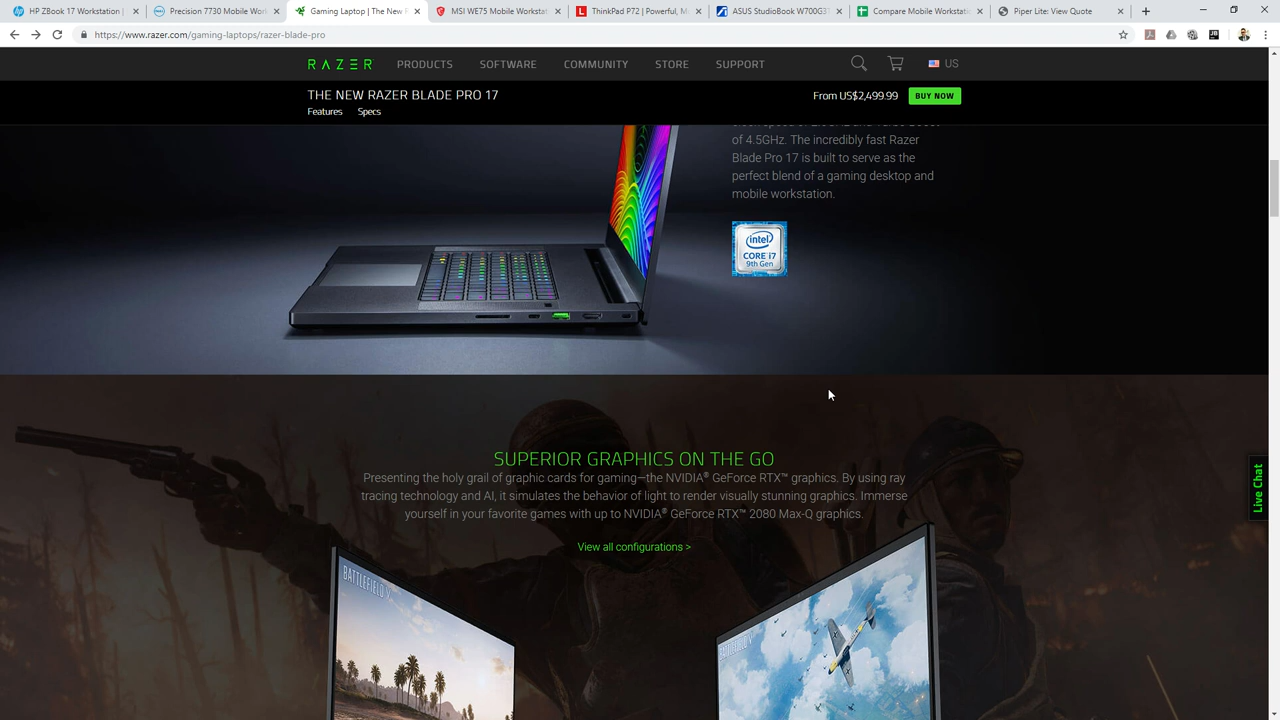 HP ZBook 17 Workstation |
Precision 7730 Mobile Wor
Gaming Laptop | The New R
MSI WE75 Mobile Workstat
ThinkPad P72 | Powerful, M
ASUS StudioBook W700G3T
Compare Mobile Workstatio
Piper Lite: View Quote
https://www.razer.com/gaming-laptops/razer-blade-pro
RAZER
PRODUCTS
SOFTWARE
COMMUNITY
STORE
SUPPORT
US
THE NEW RAZER BLADE PRO 17
From US$2,499.99
BUY NOW
Features
Specs
of 4.5GHz. The incredibly fast Razer
Blade Pro 17 is built to serve as the
perfect blend of a gaming desktop and
mobile workstation.
intel
CORE i7
9th Gen
SUPERIOR GRAPHICS ON THE GO
Presenting the holy grail of graphic cards for gaming—the NVIDIA® GeForce RTX™ graphics. By using ray
tracing technology and AI, it simulates the behavior of light to render visually stunning graphics. Immerse
yourself in your favorite games with up to NVIDIA® GeForce RTX™ 2080 Max-Q graphics.
View all configurations >
Live Chat
BATTLEFIELD V
BATTLEFIELD V